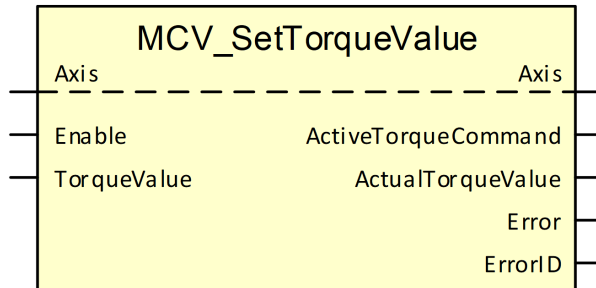 MCV_SetTorqueValue
Axis Axis
Enable ActiveTorqueCommand
TorqueValue ActualTorqueValue
Error
ErrorID